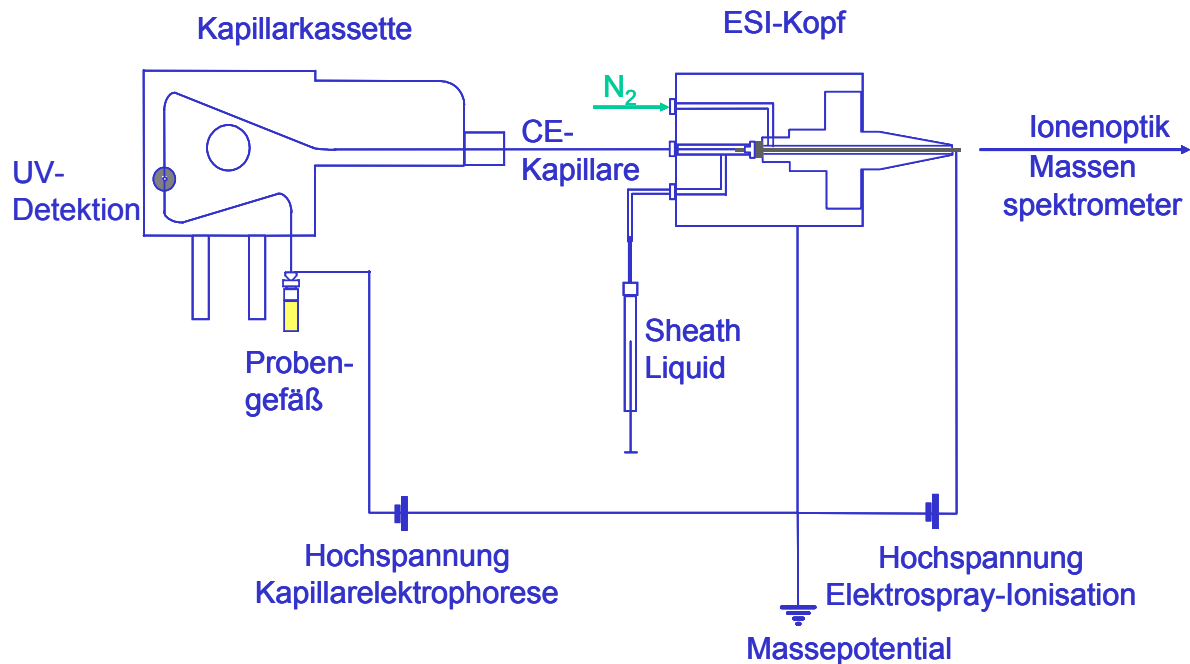 Kapillarkassette
ESI-Kopf
N2
CE-
Kapillare
Ionenoptik
Massen
spektrometer
UV-
Detektion
Sheath
Liquid
Proben-
gefäß
Hochspannung
Kapillarelektrophorese
Hochspannung
Elektrospray-Ionisation
Massepotential